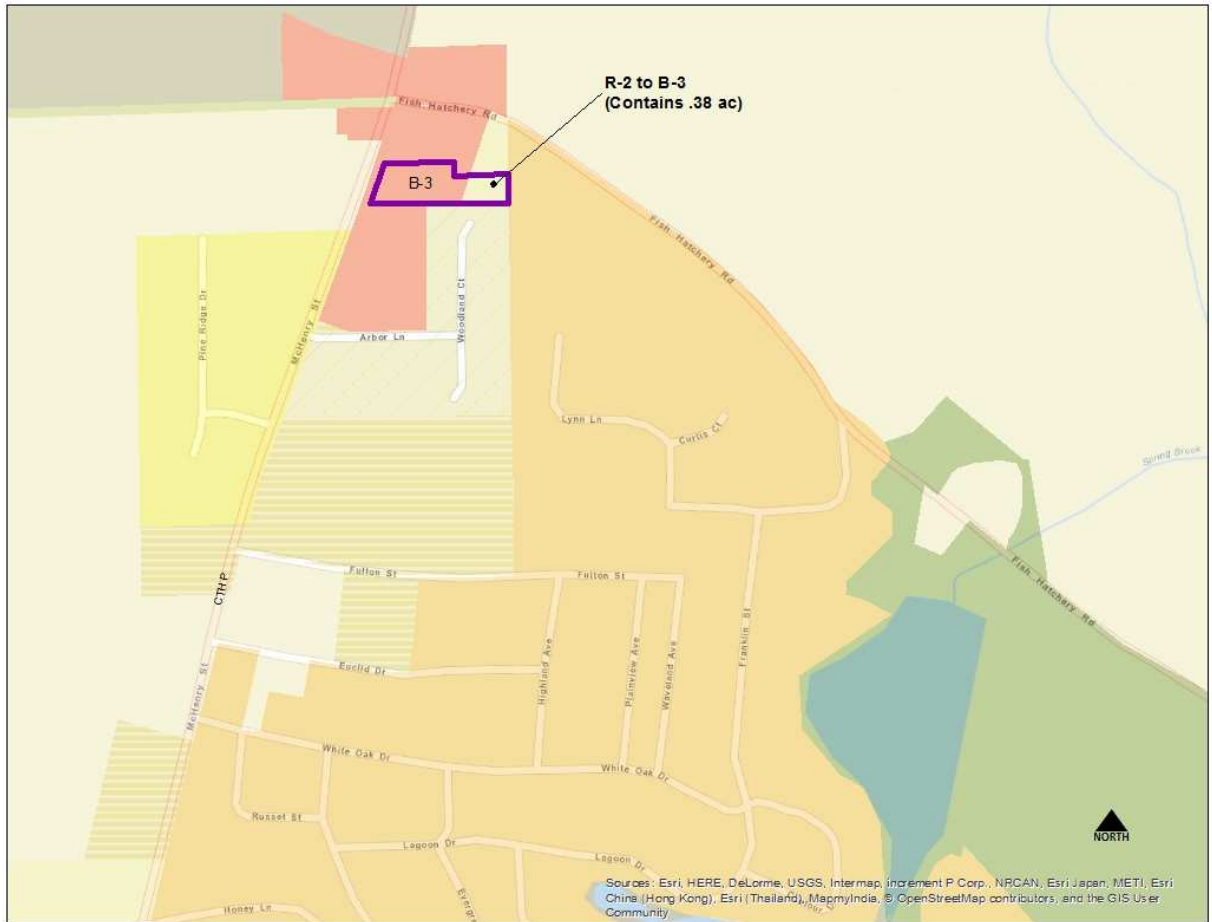 R-2 to B-3
(Contains .38 ac)
Fish Hatchery Rd
B-3
Fish Hatchery Rd
Pine Ridge Dr
McHenry St
Woodland Ct
Arbor Ln
Lynn Ln
Curtis Ct
Spring Brook
CTH P
Fulton St
Fulton St
Fish Hatchery Rd
Highland Ave
Plainview Ave
Waveland Ave
Franklin St
Euclid Dr
McHenry St
White Oak Dr
White Oak Dr
Russet St
Lagoon Dr
Lagoon Dr
NORTH
Honey Ln
Sources: Esri, HERE, DeLorme, USGS, Intermap, increment P Corp., NRCAN, Esri Japan, METI, Esri
China (Hong Kong), Esri (Thailand), MapmyIndia, © OpenStreetMap contributors, and the GIS User
Community